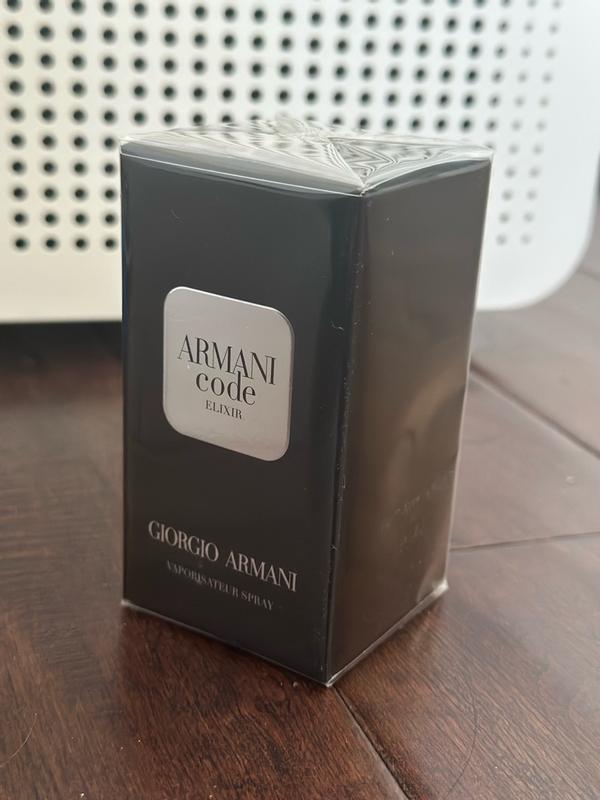 ARMANI
code
ELIXIR
GIORGIO ARMANI
VAPORISATEUR SPRAY